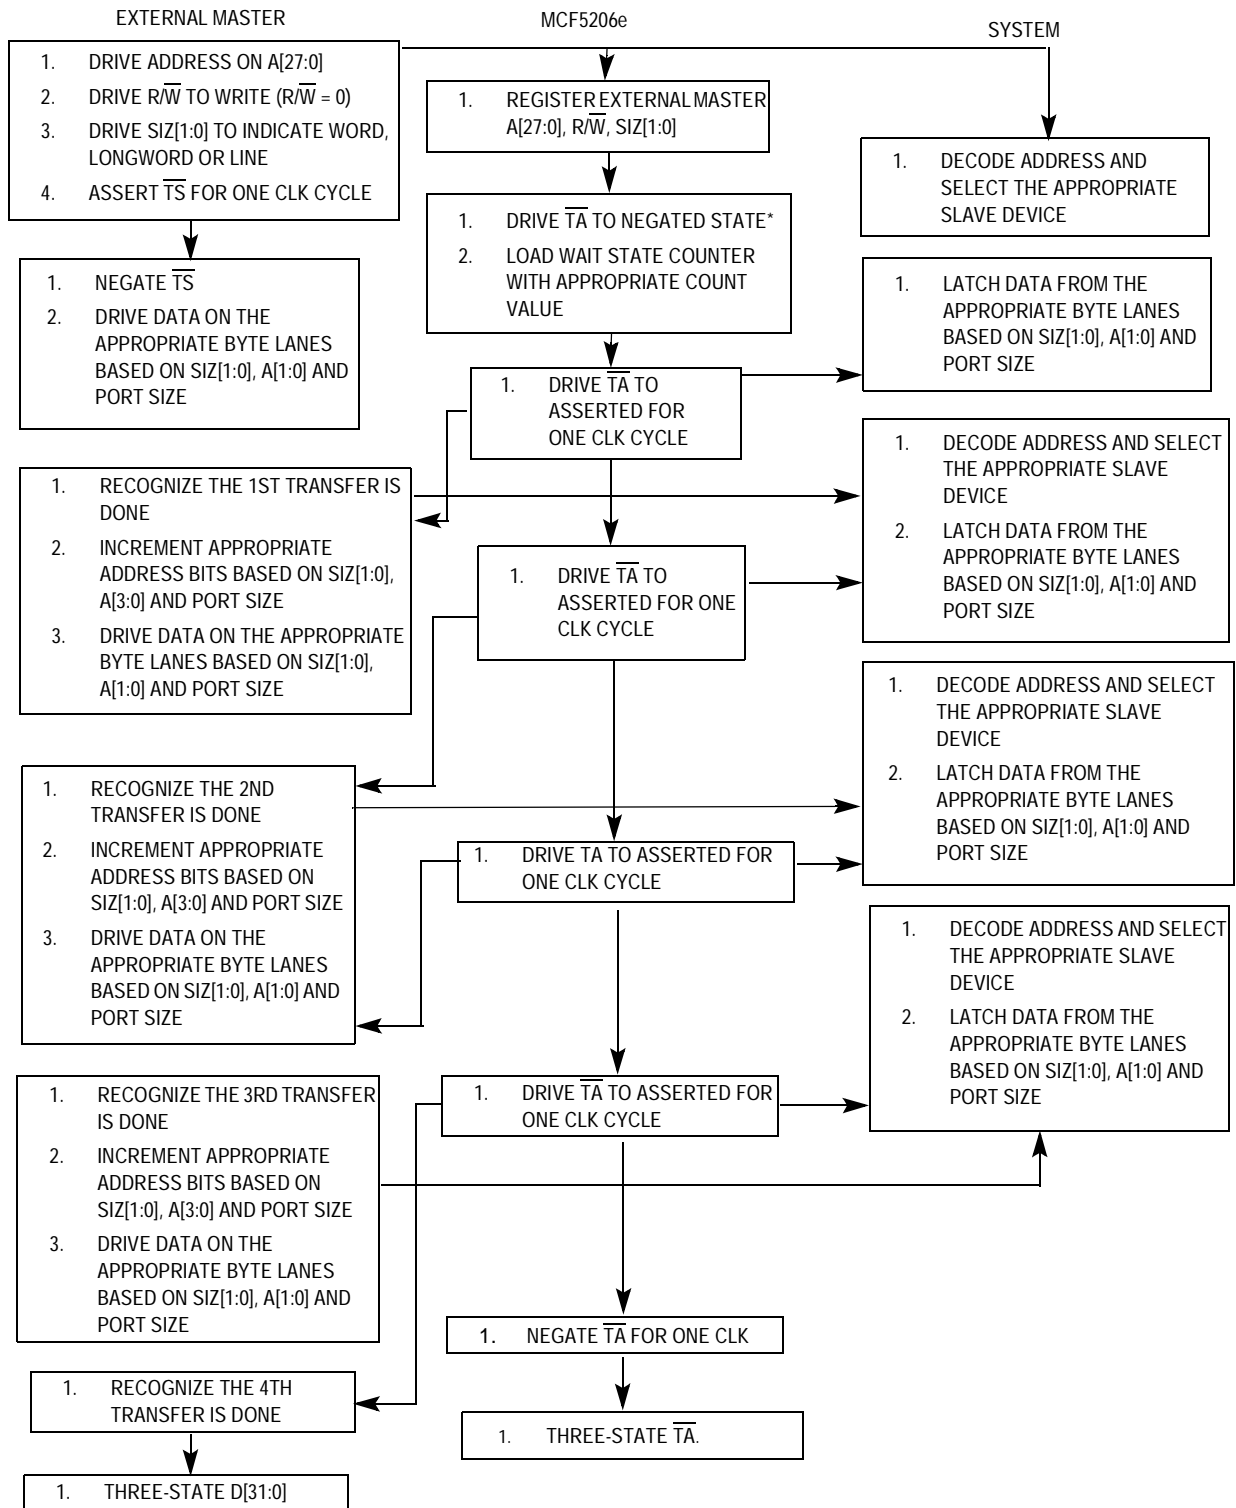 EXTERNAL MASTER
MCF5206e
SYSTEM
1. DRIVE ADDRESS ON A[27:0]
2. DRIVE R/W̅ TO WRITE (R/W̅ = 0)
3. DRIVE SIZ[1:0] TO INDICATE WORD,
LONGWORD OR LINE
4. ASSERT T̅S̅ FOR ONE CLK CYCLE
1. REGISTER EXTERNAL MASTER
A[27:0], R/W̅, SIZ[1:0]
1. DECODE ADDRESS AND
SELECT THE APPROPRIATE
SLAVE DEVICE
1. DRIVE T̅A̅ TO NEGATED STATE*
2. LOAD WAIT STATE COUNTER
WITH APPROPRIATE COUNT
VALUE
1. NEGATE T̅S̅
2. DRIVE DATA ON THE
APPROPRIATE BYTE LANES
BASED ON SIZ[1:0], A[1:0] AND
PORT SIZE
1. LATCH DATA FROM THE
APPROPRIATE BYTE LANES
BASED ON SIZ[1:0], A[1:0] AND
PORT SIZE
1. DRIVE T̅A̅ TO
ASSERTED FOR
ONE CLK CYCLE
1. DECODE ADDRESS AND SELECT
THE APPROPRIATE SLAVE
DEVICE
2. LATCH DATA FROM THE
APPROPRIATE BYTE LANES
BASED ON SIZ[1:0], A[1:0] AND
PORT SIZE
1. RECOGNIZE THE 1ST TRANSFER IS
DONE
2. INCREMENT APPROPRIATE
ADDRESS BITS BASED ON SIZ[1:0],
A[3:0] AND PORT SIZE
3. DRIVE DATA ON THE APPROPRIATE
BYTE LANES BASED ON SIZ[1:0],
A[1:0] AND PORT SIZE
1. DRIVE T̅A̅ TO
ASSERTED FOR ONE
CLK CYCLE
1. DECODE ADDRESS AND SELECT
THE APPROPRIATE SLAVE
DEVICE
2. LATCH DATA FROM THE
APPROPRIATE BYTE LANES
BASED ON SIZ[1:0], A[1:0] AND
PORT SIZE
1. RECOGNIZE THE 2ND
TRANSFER IS DONE
2. INCREMENT APPROPRIATE
ADDRESS BITS BASED ON
SIZ[1:0], A[3:0] AND PORT SIZE
3. DRIVE DATA ON THE
APPROPRIATE BYTE LANES
BASED ON SIZ[1:0], A[1:0] AND
PORT SIZE
1. DRIVE TA TO ASSERTED FOR
ONE CLK CYCLE
1. DECODE ADDRESS AND SELECT
THE APPROPRIATE SLAVE
DEVICE
2. LATCH DATA FROM THE
APPROPRIATE BYTE LANES
BASED ON SIZ[1:0], A[1:0] AND
PORT SIZE
1. RECOGNIZE THE 3RD TRANSFER
IS DONE
2. INCREMENT APPROPRIATE
ADDRESS BITS BASED ON
SIZ[1:0], A[3:0] AND PORT SIZE
3. DRIVE DATA ON THE
APPROPRIATE BYTE LANES
BASED ON SIZ[1:0], A[1:0] AND
PORT SIZE
1. DRIVE T̅A̅ TO ASSERTED FOR
ONE CLK CYCLE
1. NEGATE T̅A̅ FOR ONE CLK
1. RECOGNIZE THE 4TH
TRANSFER IS DONE
1. THREE-STATE T̅A̅.
1. THREE-STATE D[31:0]